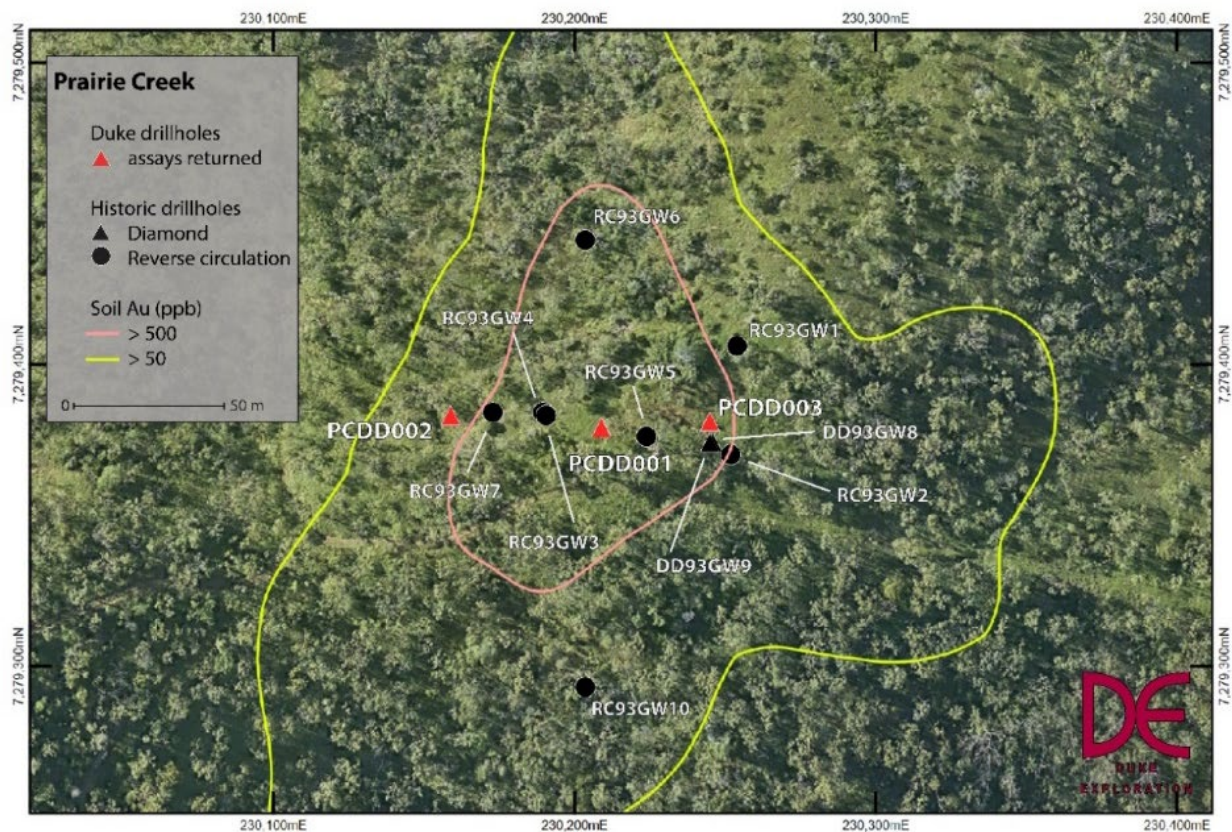 230,100mE
230,200mE
230,300mE
230,400mE
7,279,500mN
7,279,500mN
Prairie Creek
Duke drillholes
assays returned
Historic drillholes
Diamond
Reverse circulation
Soil Au (ppb)
> 500
> 50
0 50 m
RC93GW6
RC93GW4
RC93GW1
7,279,400mN
7,279,400mN
RC93GW5
PCDD003
PCDD002
DD93GW8
PCDD001
RC93GW7
RC93GW2
RC93GW3
DD93GW9
7,279,300mN
7,279,300mN
RC93GW10
DE
DUKE
EXPLORATION
230,100mE
230,200mE
230,300mE
230,400mE